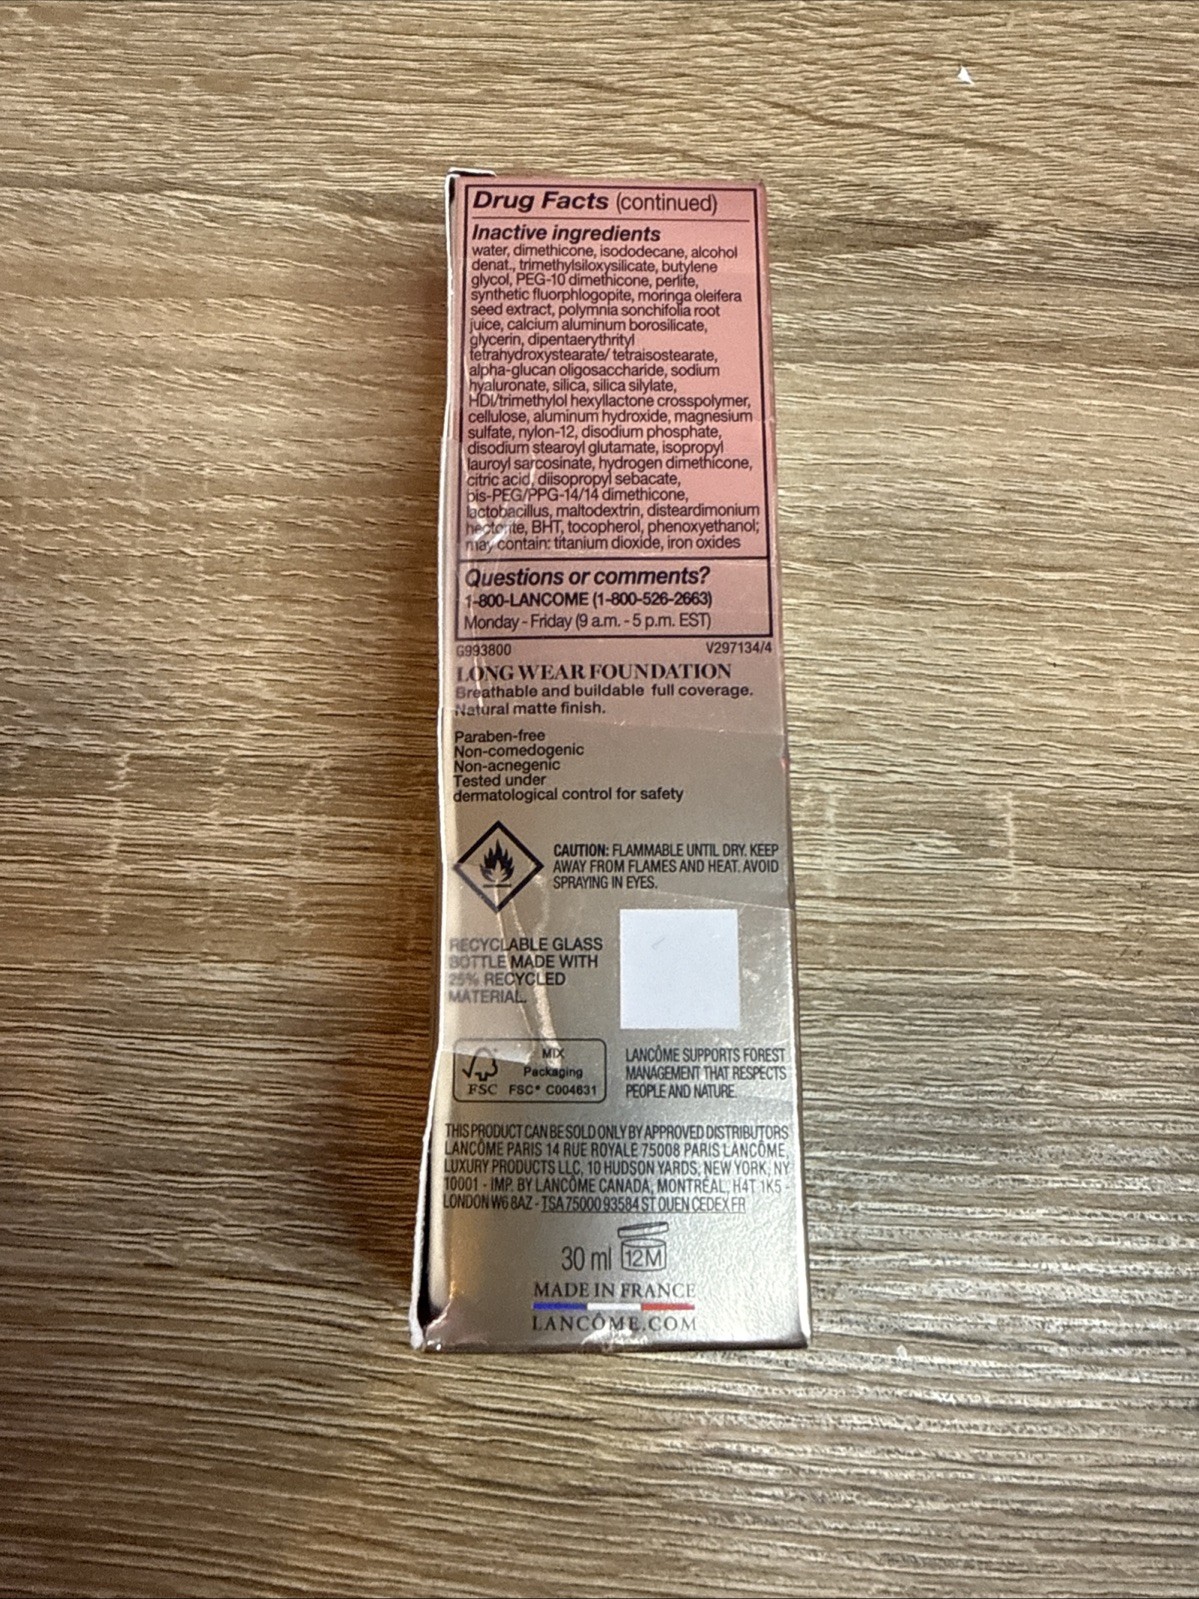 Drug Facts (continued)
Inactive ingredients
water, dimethicone, isododecane, alcohol
denat., trimethylsiloxysilicate, butylene
glycol, PEG-10 dimethicone, perlite,
synthetic fluorphlogopite, moringa oleifera
seed extract, polymnia sonchifolia root
juice, calcium aluminum borosilicate,
glycerin, dipentaerythrityl
tetrahydroxystearate/ tetraisostearate,
alpha-glucan oligosaccharide, sodium
hyaluronate, silica, silica silylate,
HDI/trimethylol hexyllactone crosspolymer,
cellulose, aluminum hydroxide, magnesium
sulfate, nylon-12, disodium phosphate,
disodium stearoyl glutamate, isopropyl
lauroyl sarcosinate, hydrogen dimethicone,
citric acid, diisopropyl sebacate,
bis-PEG/PPG-14/14 dimethicone,
lactobacillus, maltodextrin, disteardimonium
hectorite, BHT, tocopherol, phenoxyethanol;
may contain: titanium dioxide, iron oxides
Questions or comments?
1-800-LANCOME (1-800-526-2663)
Monday - Friday (9 a.m. - 5 p.m. EST)
G993800 V297134/4
LONG WEAR FOUNDATION
Breathable and buildable full coverage.
Natural matte finish.
Paraben-free
Non-comedogenic
Non-acnegenic
Tested under
dermatological control for safety
CAUTION: FLAMMABLE UNTIL DRY. KEEP
AWAY FROM FLAMES AND HEAT. AVOID
SPRAYING IN EYES.
RECYCLABLE GLASS
BOTTLE MADE WITH
25% RECYCLED
MATERIAL.
MIX
Packaging
FSC FSC® C004631
LANCÔME SUPPORTS FOREST
MANAGEMENT THAT RESPECTS
PEOPLE AND NATURE.
THIS PRODUCT CAN BE SOLD ONLY BY APPROVED DISTRIBUTORS
LANCÔME PARIS 14 RUE ROYALE 75008 PARIS LANCÔME,
LUXURY PRODUCTS LLC, 10 HUDSON YARDS, NEW YORK, NY
10001 - IMP. BY LANCÔME CANADA, MONTRÉAL, H4T 1K5 -
LONDON W6 8AZ - TSA 75000 93584 ST OUEN CEDEX FR
30 ml 12M
MADE IN FRANCE
LANCÔME.COM